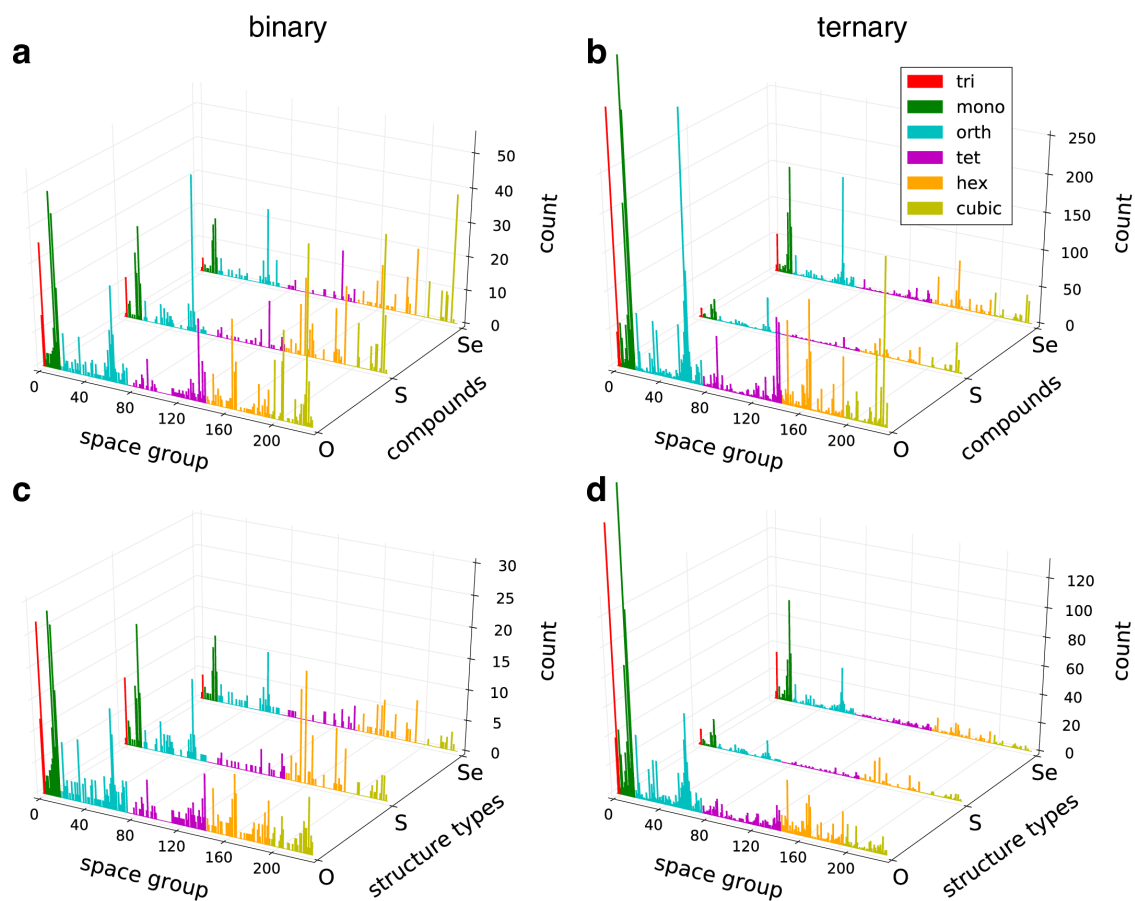 binary
ternary
a
b
tri
mono
orth
tet
hex
cubic
50
40
30
20
10
0
count
250
200
150
100
50
0
count
0
40
80
120
160
200
space group
O
S
Se
compounds
0
40
80
120
160
200
space group
O
S
Se
compounds
c
d
30
25
20
15
10
5
0
count
120
100
80
60
40
20
0
count
0
40
80
120
160
200
space group
O
S
Se
structure types
0
40
80
120
160
200
space group
O
S
Se
structure types